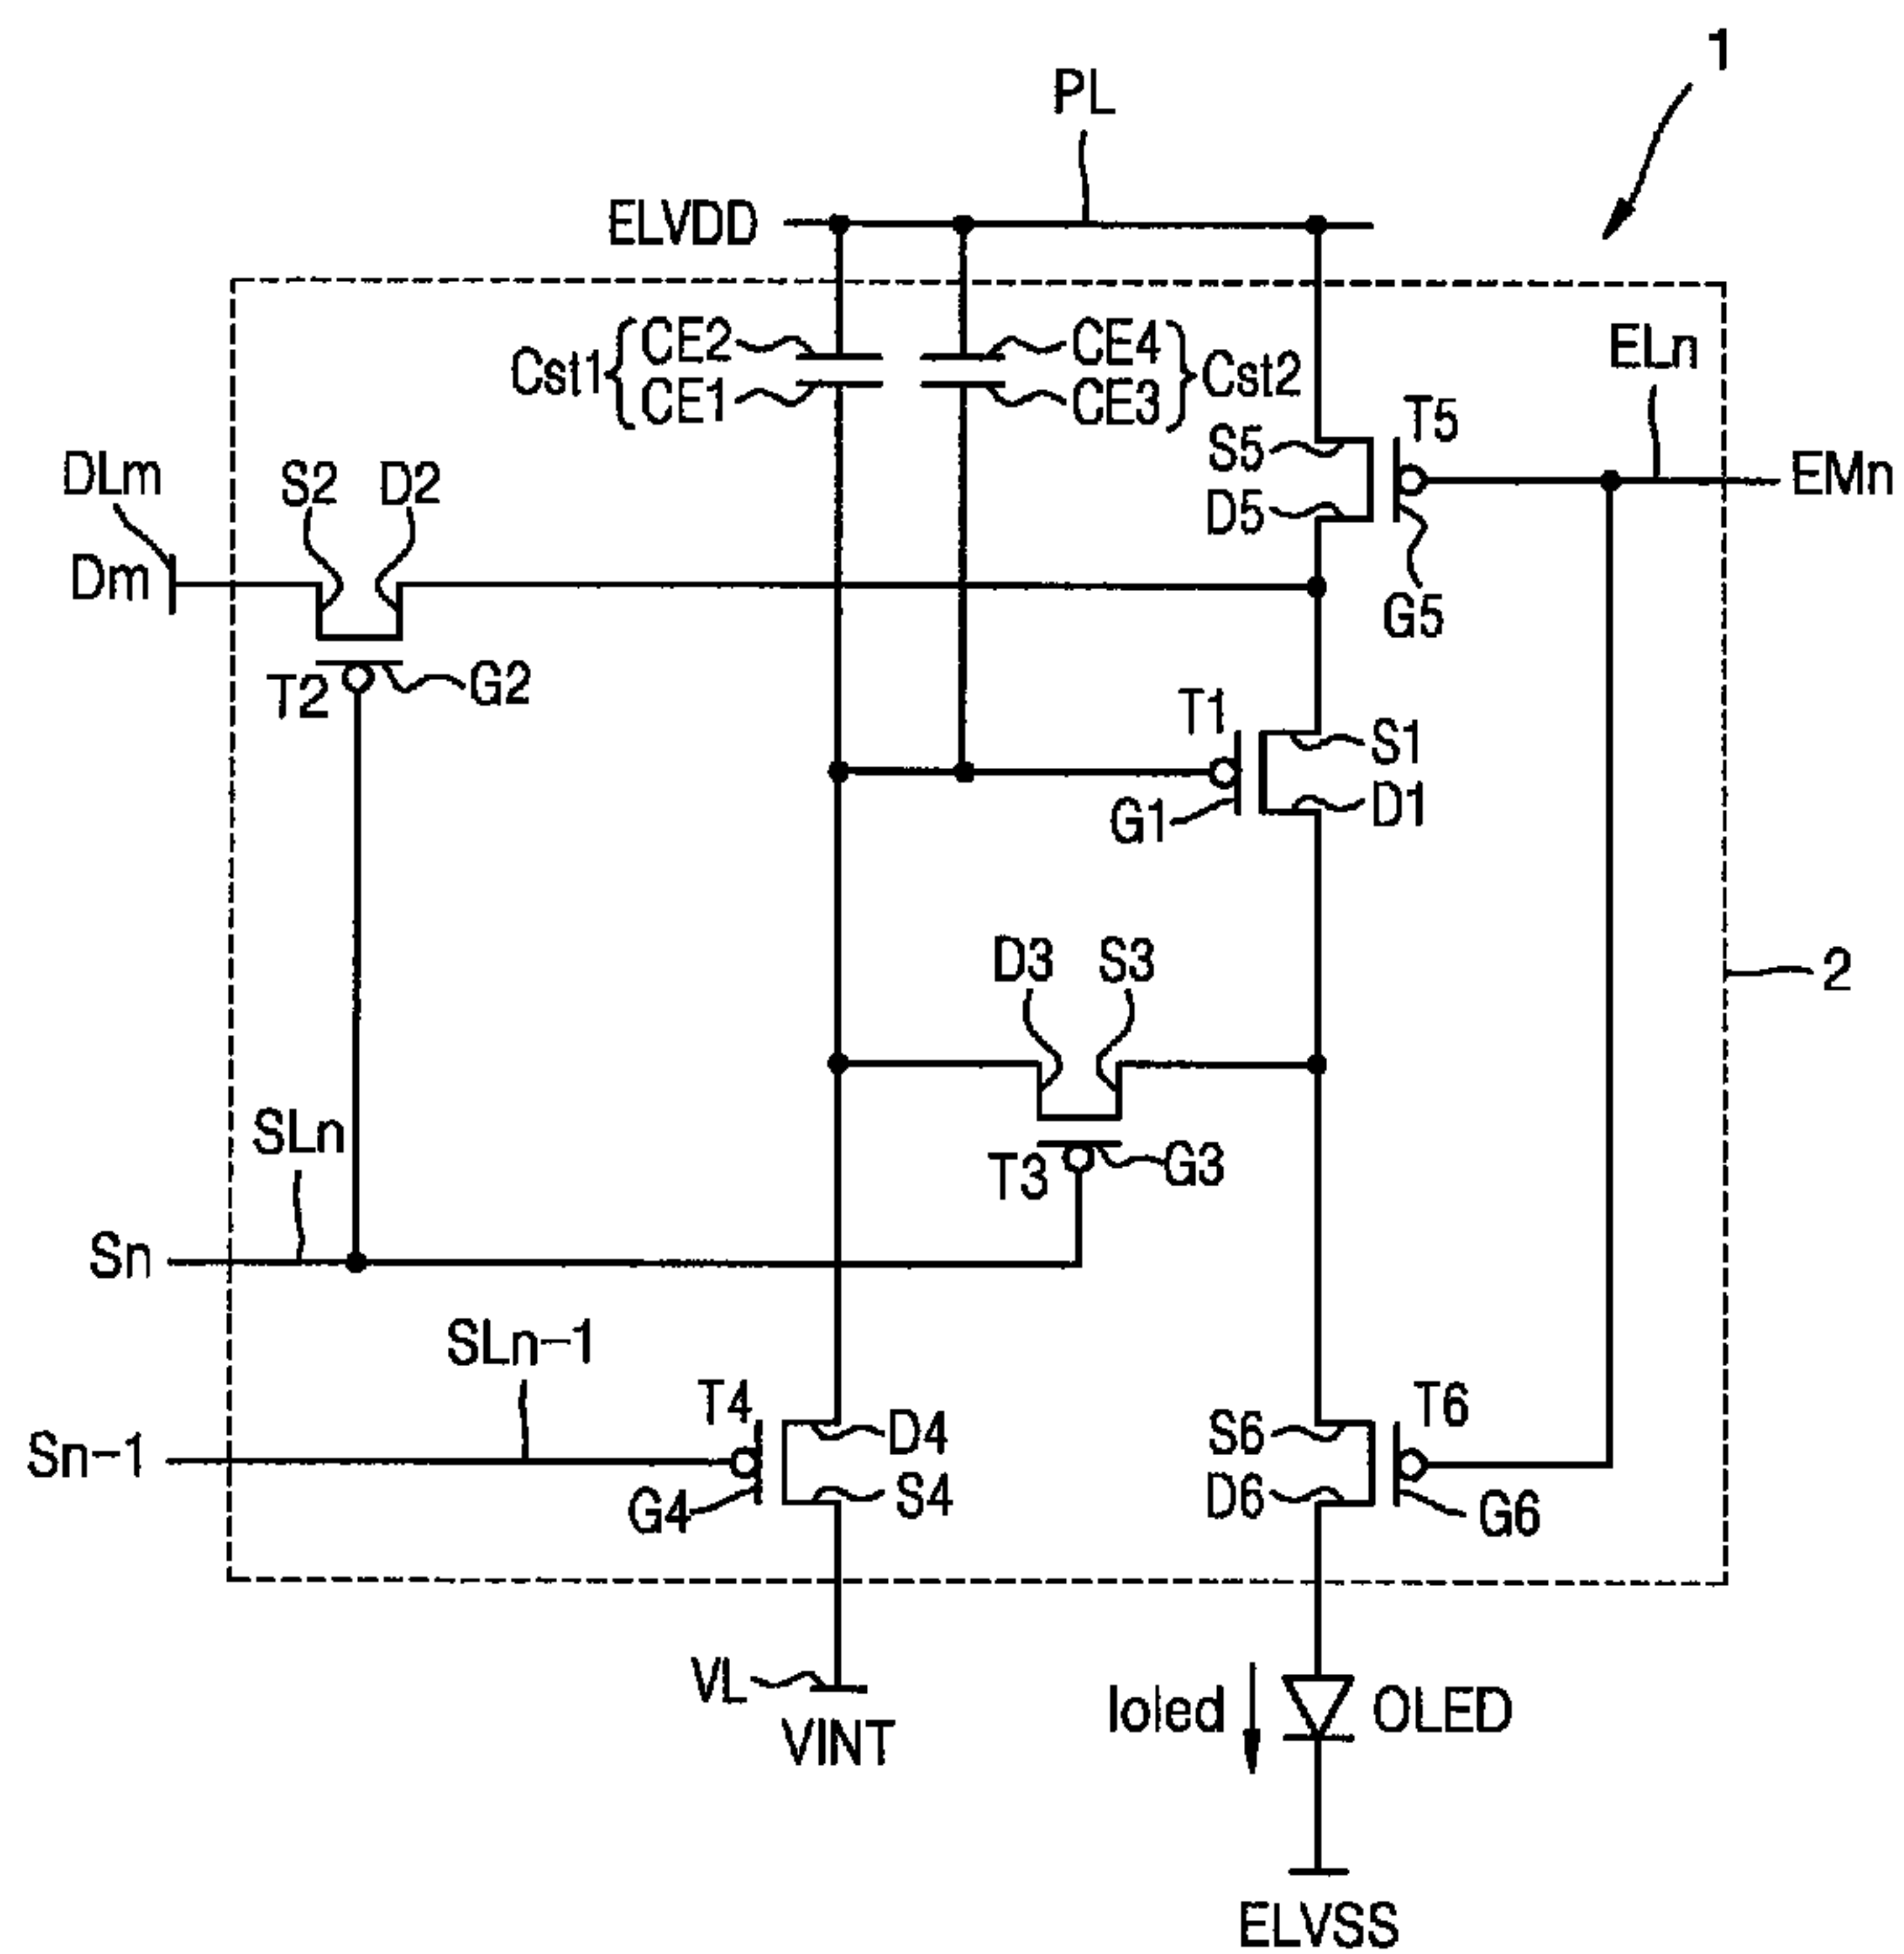 1
PL
ELVDD
Cst1
CE2
CE1
CE4
CE3
Cst2
ELn
T5
S5
D5
EMn
G5
DLm
S2
D2
Dm
T2
G2
T1
S1
G1
D1
D3
S3
2
SLn
T3
G3
Sn
SLn-1
T4
D4
Sn-1
G4
S4
S6
T6
D6
G6
VL
VINT
Ioled
OLED
ELVSS